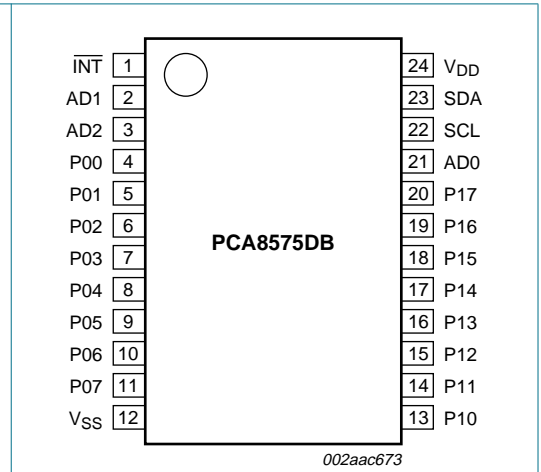 INT 1 24 VDD
AD1 2 23 SDA
AD2 3 22 SCL
P00 4 21 AD0
P01 5 20 P17
P02 6 19 P16
P03 7 18 P15
PCA8575DB
P04 8 17 P14
P05 9 16 P13
P06 10 15 P12
P07 11 14 P11
VSS 12 13 P10
002aac673